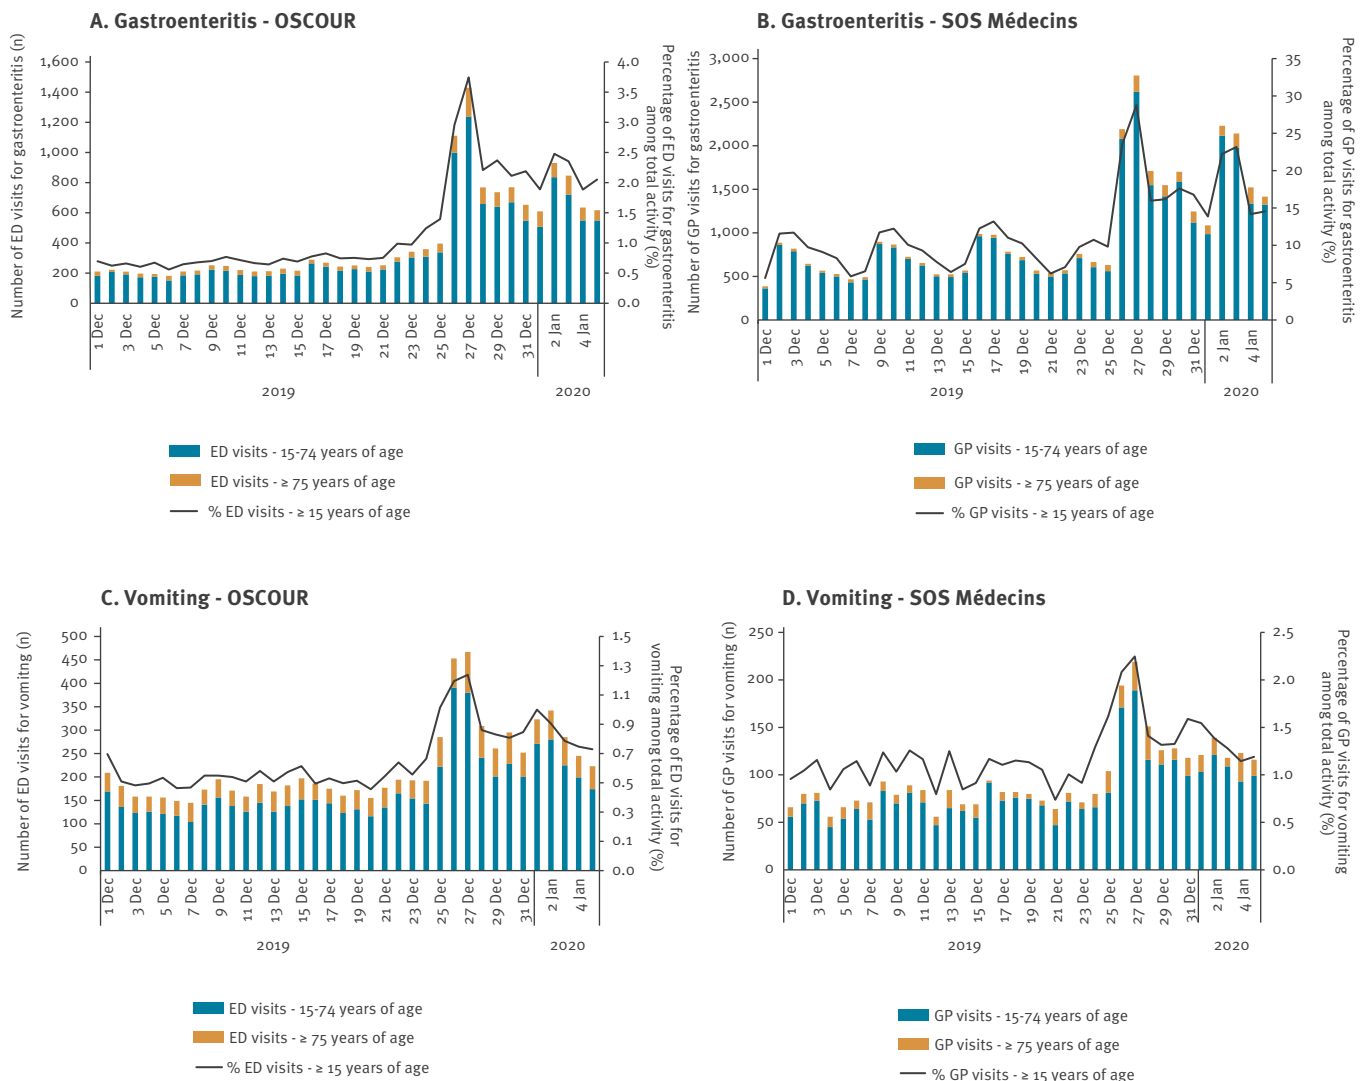 A. Gastroenteritis - OSCOUR
Number of ED visits for gastroenteritis (n)
1,600
1,400
1,200
1,000
800
600
400
200
0
4.0
3.5
3.0
2.5
2.0
1.5
1.0
0.5
0.0
Percentage of ED visits for gastroenteritis
among total activity (%)
1 Dec
3 Dec
5 Dec
7 Dec
9 Dec
11 Dec
13 Dec
15 Dec
17 Dec
19 Dec
21 Dec
23 Dec
25 Dec
27 Dec
29 Dec
31 Dec
2 Jan
4 Jan
2019
2020
ED visits - 15-74 years of age
ED visits - ≥ 75 years of age
% ED visits - ≥ 15 years of age
B. Gastroenteritis - SOS Médecins
Number of GP visits for gastroenteritis
3,000
2,500
2,000
1,500
1,000
500
0
35
30
25
20
15
10
5
0
Percentage of GP visits for gastroenteritis
among total activity (%)
1 Dec
3 Dec
5 Dec
7 Dec
9 Dec
11 Dec
13 Dec
15 Dec
17 Dec
19 Dec
21 Dec
23 Dec
25 Dec
27 Dec
29 Dec
31 Dec
2 Jan
4 Jan
2019
2020
GP visits - 15-74 years of age
GP visits - ≥ 75 years of age
% GP visits - ≥ 15 years of age
C. Vomiting - OSCOUR
Number of ED visits for vomiting (n)
500
450
400
350
300
250
200
150
100
50
0
1.5
1.3
1.1
0.9
0.7
0.5
0.3
0.1
0.0
Percentage of ED visits for
vomiting among total activity (%)
1 Dec
3 Dec
5 Dec
7 Dec
9 Dec
11 Dec
13 Dec
15 Dec
17 Dec
19 Dec
21 Dec
23 Dec
25 Dec
27 Dec
29 Dec
31 Dec
2 Jan
4 Jan
2019
2020
ED visits - 15-74 years of age
ED visits - ≥ 75 years of age
% ED visits - ≥ 15 years of age
D. Vomiting - SOS Médecins
Number of GP visits for vomitng (n)
250
200
150
100
50
0
2.5
2.0
1.5
1.0
0.5
0.0
Percentage of GP visits for vomiting
among total activity (%)
1 Dec
3 Dec
5 Dec
7 Dec
9 Dec
11 Dec
13 Dec
15 Dec
17 Dec
19 Dec
21 Dec
23 Dec
25 Dec
27 Dec
29 Dec
31 Dec
2 Jan
4 Jan
2019
2020
GP visits - 15-74 years of age
GP visits - ≥ 75 years of age
% GP visits - ≥ 15 years of age